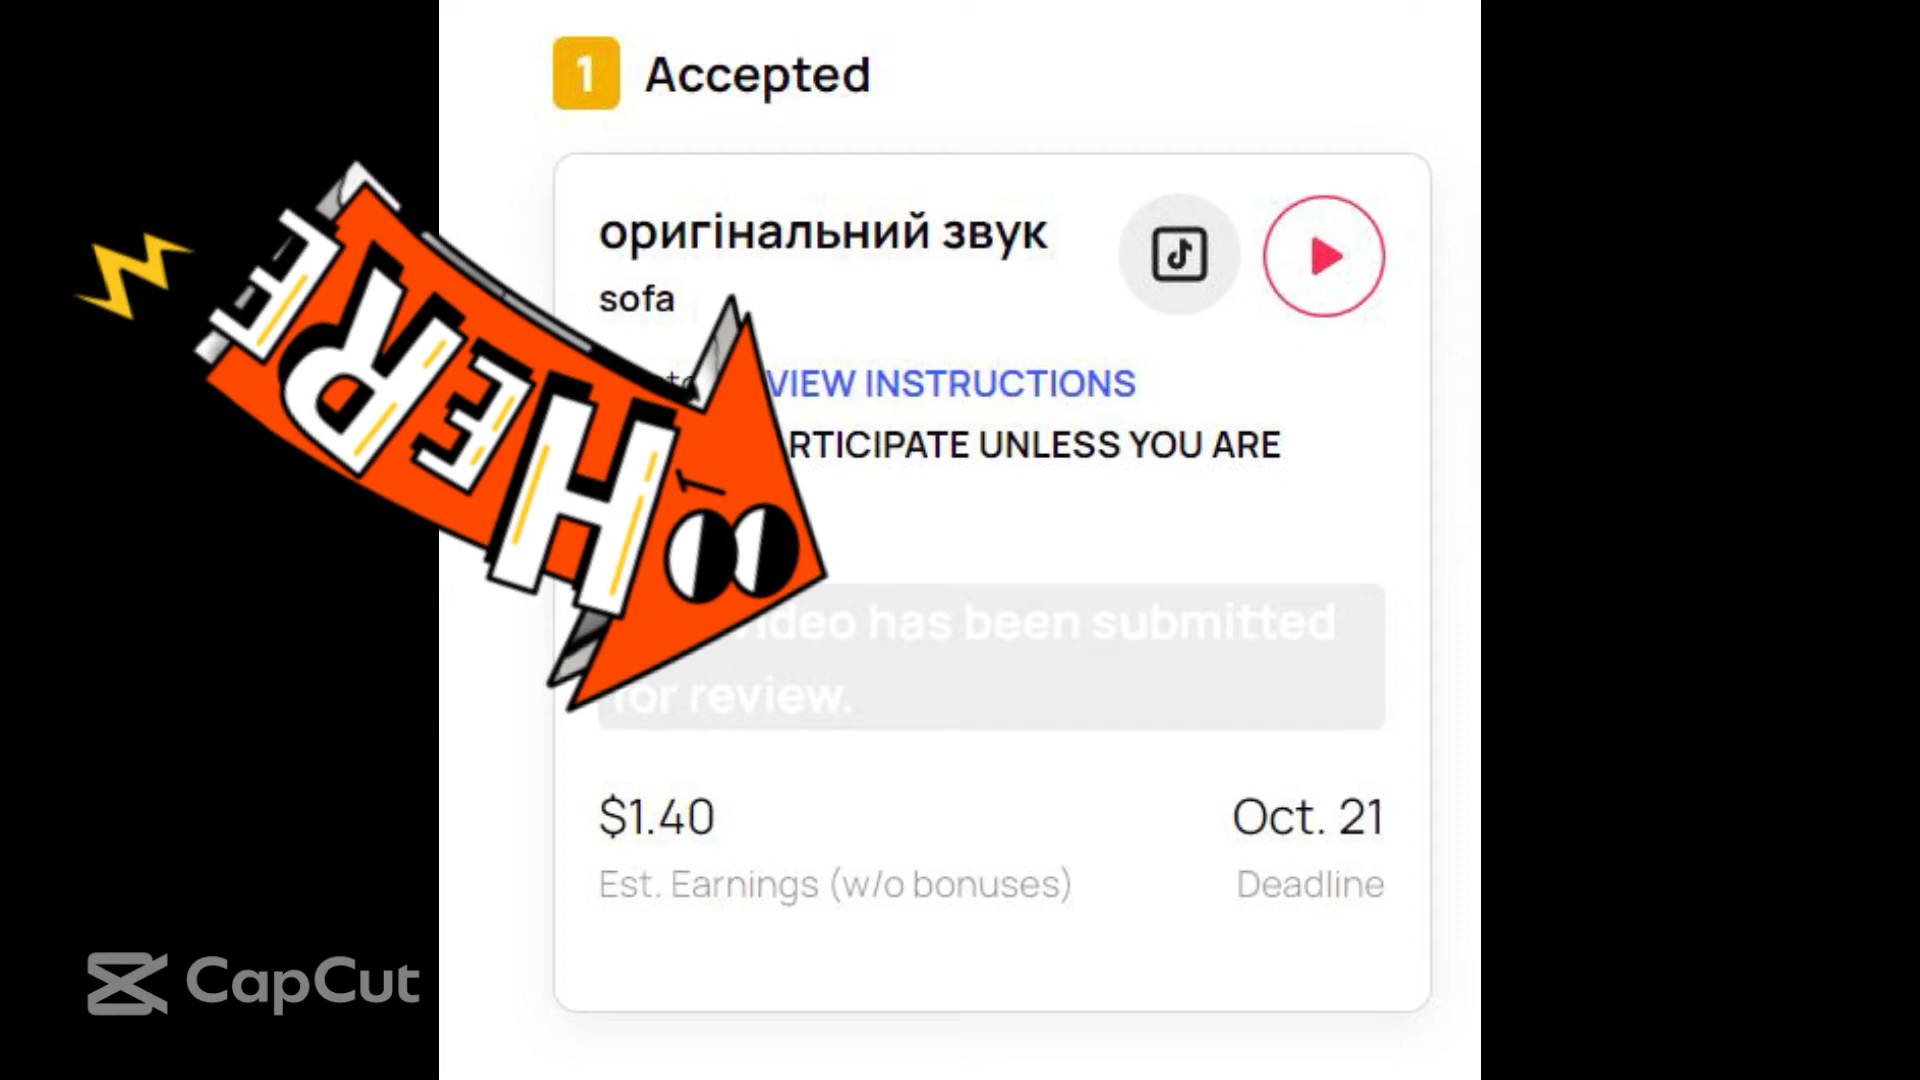 1 Accepted
оригінальний звук
sofa
VIEW INSTRUCTIONS
RTICIPATE UNLESS YOU ARE
HERE
video has been submitted
for review.
$1.40
Oct. 21
Est. Earnings (w/o bonuses)
Deadline
CapCut